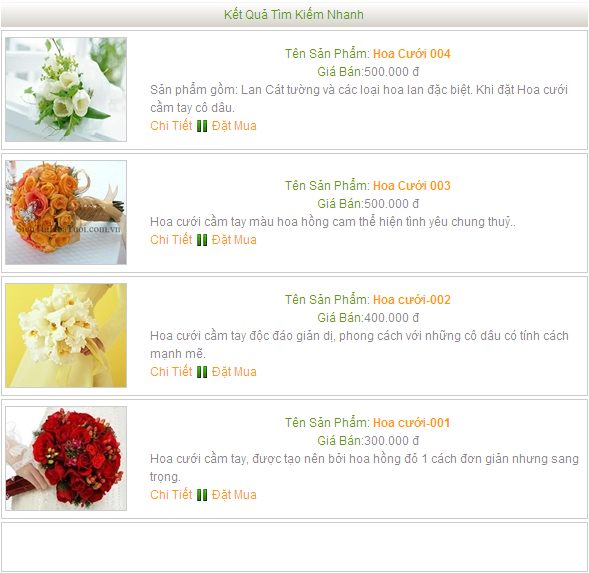 Kết Quả Tìm Kiếm Nhanh
Tên Sản Phẩm: Hoa Cưới 004
Giá Bán:500.000 đ
Sản phẩm gồm: Lan Cát tường và các loại hoa lan đặc biệt. Khi đặt Hoa cưới
cầm tay cô dâu.
Chi Tiết Đặt Mua
Tên Sản Phẩm: Hoa Cưới 003
Giá Bán:500.000 đ
Hoa cưới cầm tay màu hoa hồng cam thể hiện tình yêu chung thuỷ..
Chi Tiết Đặt Mua
Tên Sản Phẩm: Hoa cưới-002
Giá Bán:400.000 đ
Hoa cưới cầm tay độc đáo giản dị, phong cách với những cô dâu có tính cách
mạnh mẽ.
Chi Tiết Đặt Mua
Tên Sản Phẩm: Hoa cưới-001
Giá Bán:300.000 đ
Hoa cưới cầm tay, được tạo nên bởi hoa hồng đỏ 1 cách đơn giản nhưng sang
trọng.
Chi Tiết Đặt Mua